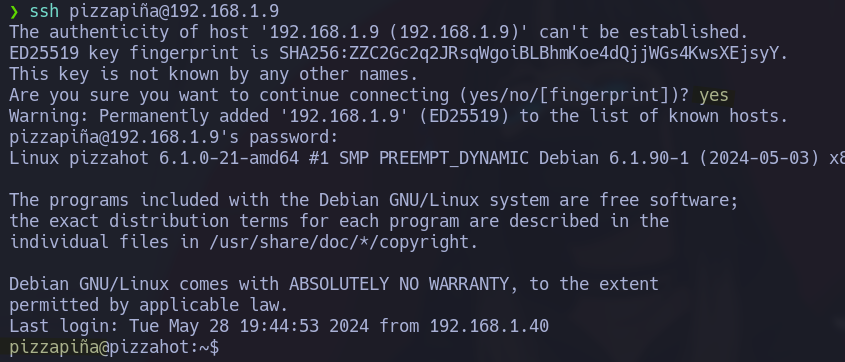 ❯ ssh pizzapiña@192.168.1.9
The authenticity of host '192.168.1.9 (192.168.1.9)' can't be established.
ED25519 key fingerprint is SHA256:ZZC2Gc2q2JRsqWgoiBLBhmKoe4dQjjWGs4KwsXEjsyY.
This key is not known by any other names.
Are you sure you want to continue connecting (yes/no/[fingerprint])? yes
Warning: Permanently added '192.168.1.9' (ED25519) to the list of known hosts.
pizzapiña@192.168.1.9's password:
Linux pizzahot 6.1.0-21-amd64 #1 SMP PREEMPT_DYNAMIC Debian 6.1.90-1 (2024-05-03) x8
The programs included with the Debian GNU/Linux system are free software;
the exact distribution terms for each program are described in the
individual files in /usr/share/doc/*/copyright.
Debian GNU/Linux comes with ABSOLUTELY NO WARRANTY, to the extent
permitted by applicable law.
Last login: Tue May 28 19:44:53 2024 from 192.168.1.40
pizzapiña@pizzahot:~$